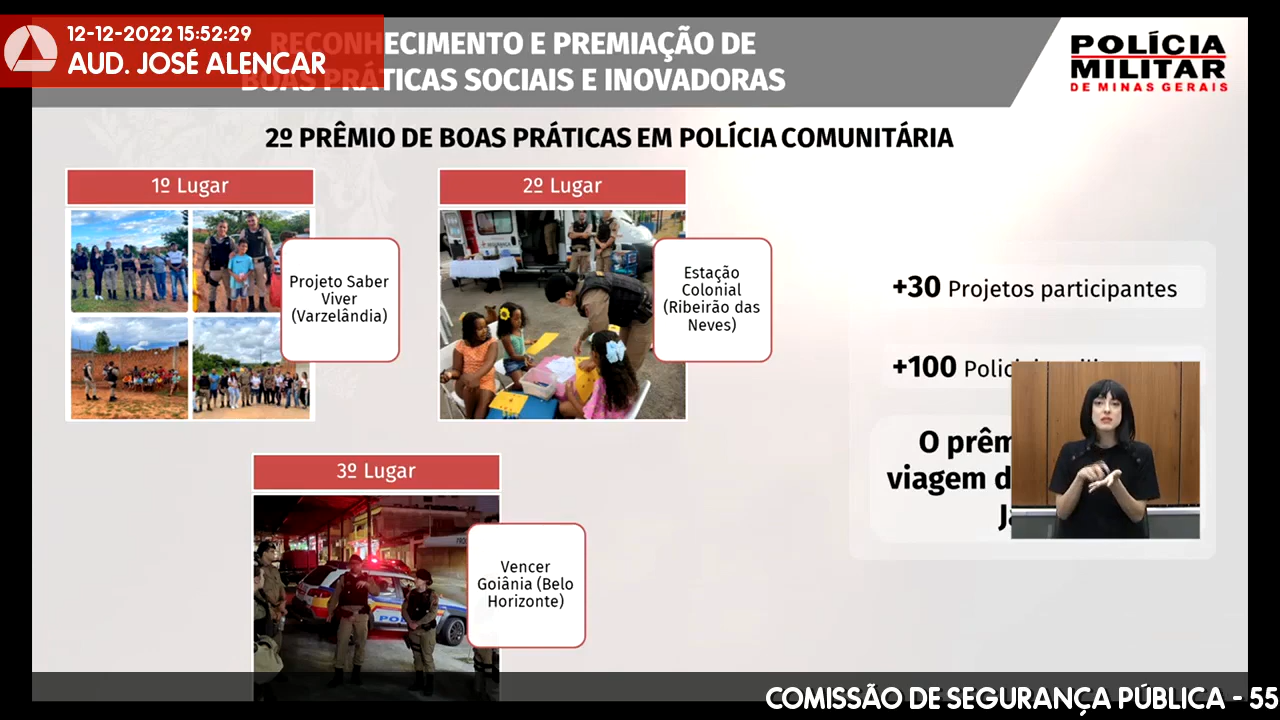 12-12-2022 15:52:29
AUD. JOSÉ ALENCAR
RECONHECIMENTO E PREMIAÇÃO DE
BOAS PRÁTICAS SOCIAIS E INOVADORAS
POLÍCIA
MILITAR
DE MINAS GERAIS
2º PRÊMIO DE BOAS PRÁTICAS EM POLÍCIA COMUNITÁRIA
1º Lugar
Projeto Saber
Viver
(Varzelândia)
2º Lugar
Estação
Colonial
(Ribeirão das
Neves)
3º Lugar
Vencer
Goiânia (Belo
Horizonte)
+30 Projetos participantes
+100
O
viagem
COMISSÃO DE SEGURANÇA PÚBLICA - 55